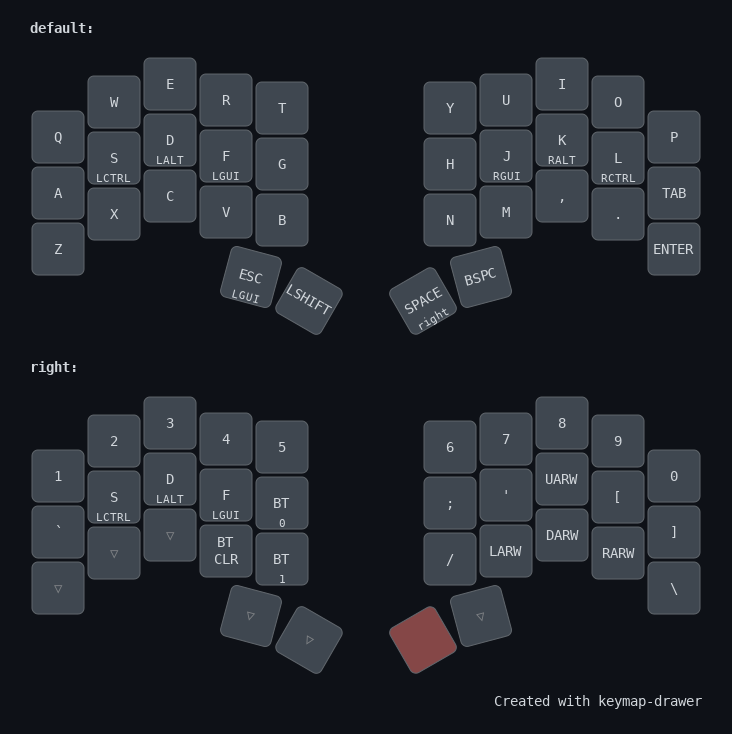 default:
Q W E R T Y U I O P
A S D F G H J K L TAB
LCTRL LALT LGUI RGUI RALT RCTRL
Z X C V B N M , . ENTER
ESC LSHIFT SPACE BSPC
LGUI right
right:
1 2 3 4 5 6 7 8 9 0
` S D F BT ; ' UARW [ ]
LCTRL LALT LGUI 0
▽ ▽ ▽ BT CLR BT / LARW DARW RARW \
1
▽ ▽ ▽
Created with keymap-drawer